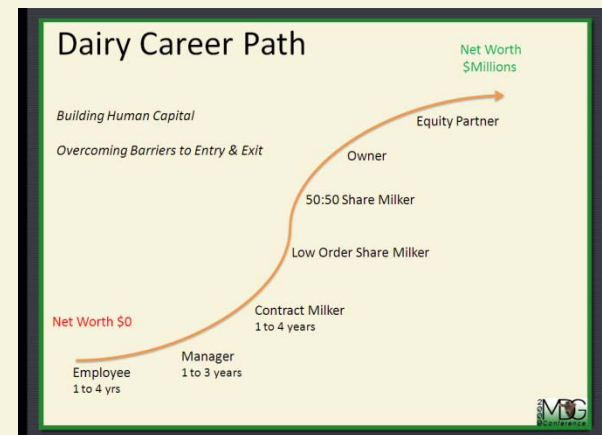 Dairy Career Path
Net Worth
$Millions
Building Human Capital
Equity Partner
Overcoming Barriers to Entry & Exit
Owner
50:50 Share Milker
Low Order Share Milker
Contract Milker
1 to 4 years
Net Worth $0
Manager
1 to 3 years
Employee
1 to 4 yrs
MDG
Conference